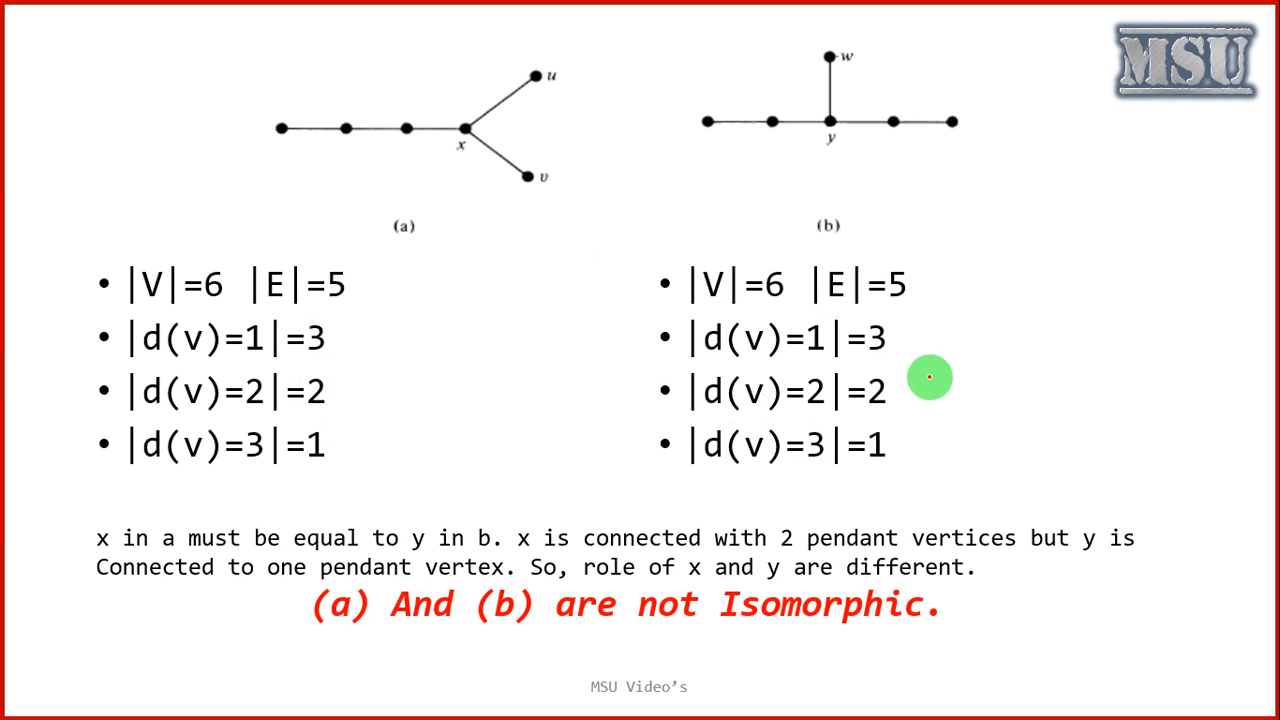 MSU
u
x
v
(a)
w
y
(b)
• |V|=6 |E|=5
• |d(v)=1|=3
• |d(v)=2|=2
• |d(v)=3|=1
• |V|=6 |E|=5
• |d(v)=1|=3
• |d(v)=2|=2
• |d(v)=3|=1
x in a must be equal to y in b. x is connected with 2 pendant vertices but y is
Connected to one pendant vertex. So, role of x and y are different.
(a) And (b) are not Isomorphic.
MSU Video’s